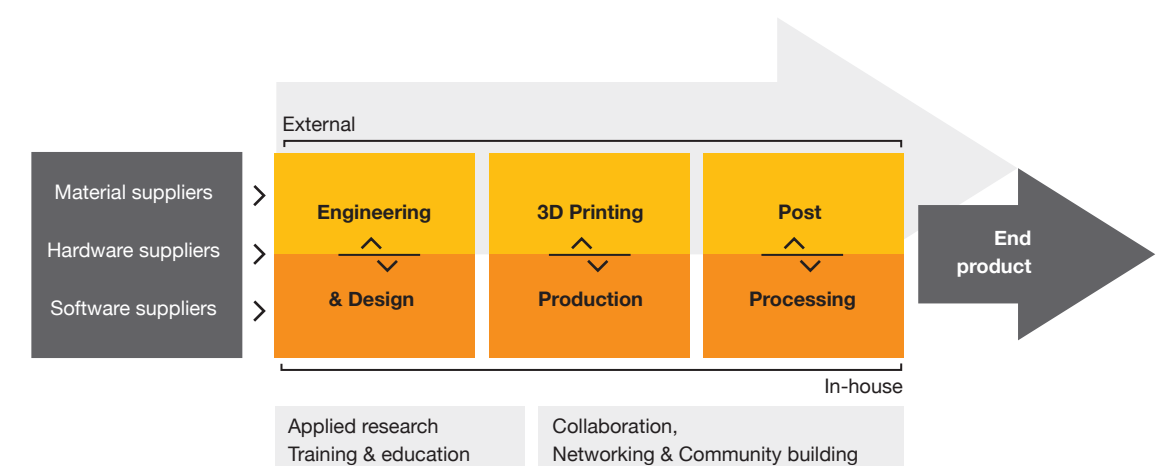 External
Material suppliers
Hardware suppliers
Software suppliers
Engineering
& Design
3D Printing
Production
Post
Processing
End
product
In-house
Applied research
Training & education
Collaboration,
Networking & Community building